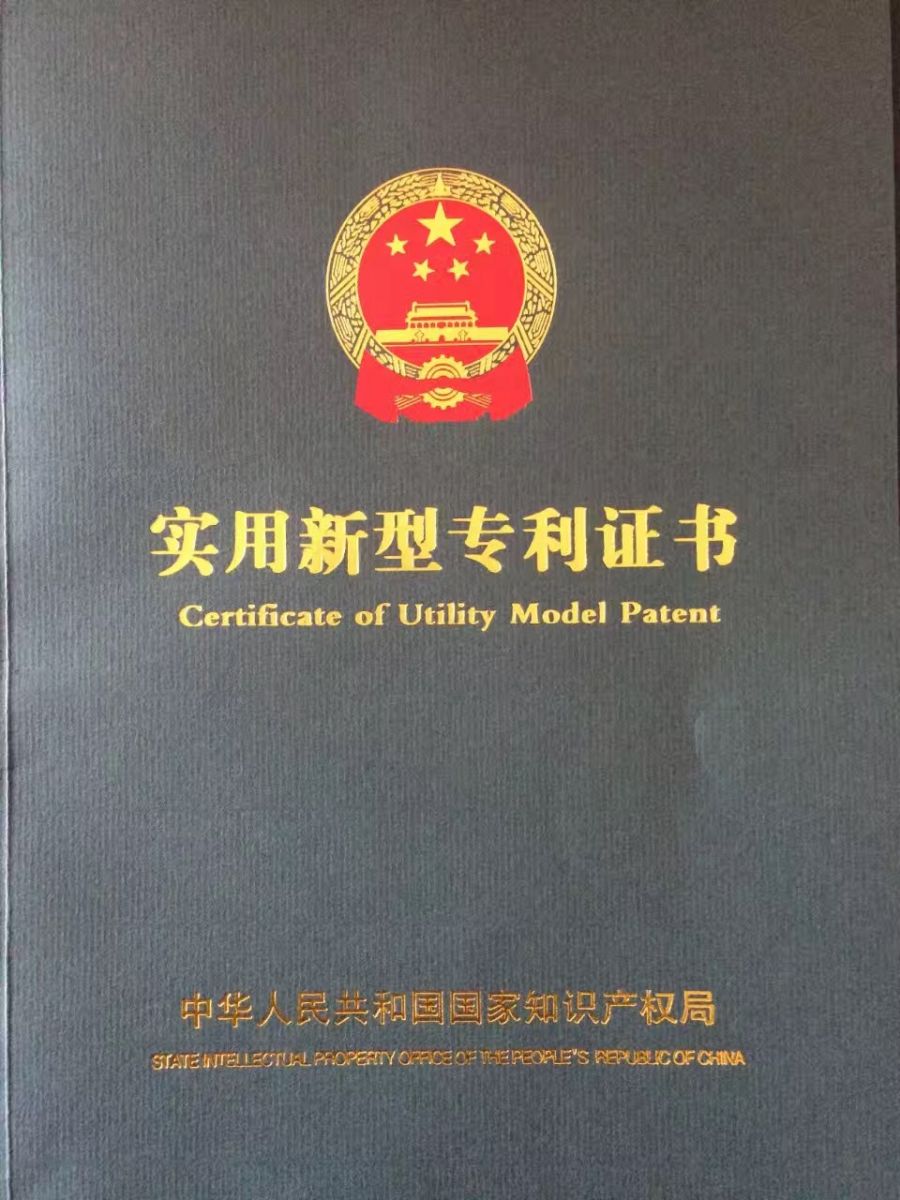 实用新型专利证书
Certificate of Utility Model Patent
中华人民共和国国家知识产权局
STATE INTELLECTUAL PROPERTY OFFICE OF THE PEOPLE"S REPUBLIC OF CHINA